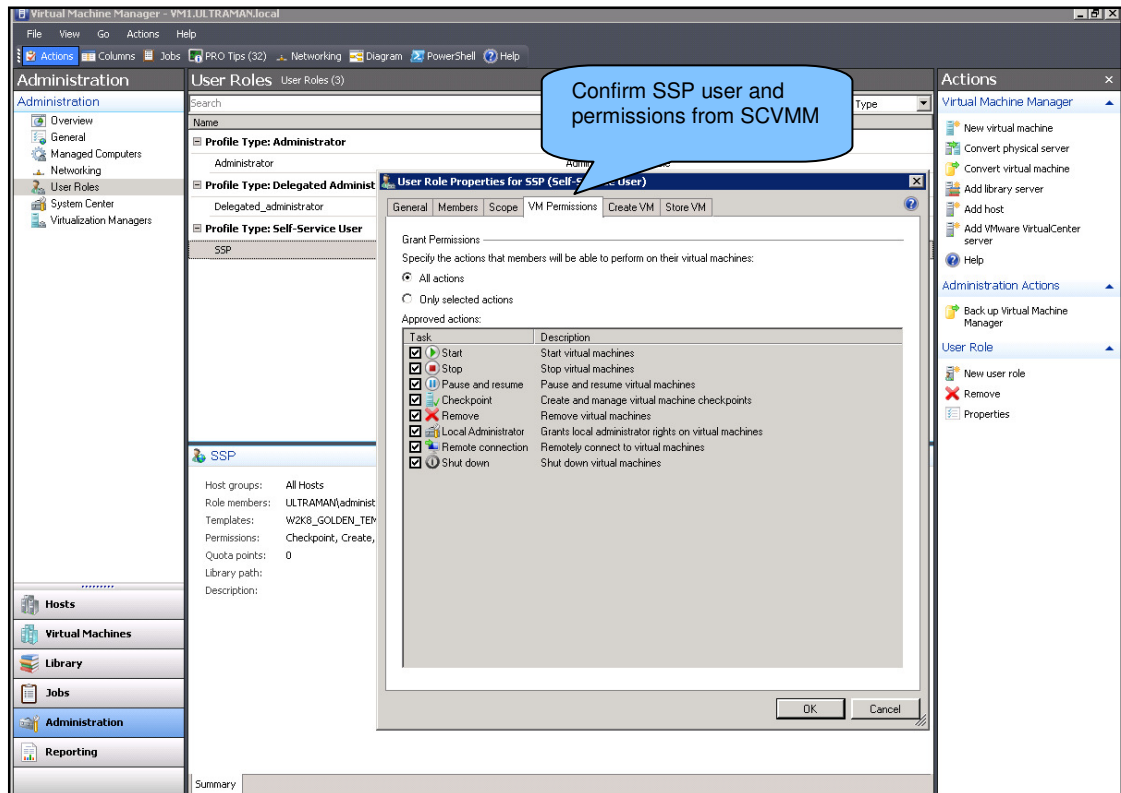 Virtual Machine Manager - VM1.ULTRAMAN.local
File View Go Actions Help
Actions Columns Jobs PRO Tips (32) Networking Diagram PowerShell Help
Administration
Administration
Overview
General
Managed Computers
Networking
User Roles
System Center
Virtualization Managers
Hosts
Virtual Machines
Library
Jobs
Administration
Reporting
User Roles User Roles (3)
Search
Type
Name
Profile Type: Administrator
Administrator
Profile Type: Delegated Administ
Delegated_administrator
Profile Type: Self-Service User
SSP
Confirm SSP user and
permissions from SCVMM
User Role Properties for SSP (Self-S
General Members Scope VM Permissions Create VM Store VM
Grant Permissions
Specify the actions that members will be able to perform on their virtual machines:
All actions
Only selected actions
Approved actions:
Task Description
Start Start virtual machines
Stop Stop virtual machines
Pause and resume Pause and resume virtual machines
Checkpoint Create and manage virtual machine checkpoints
Remove Remove virtual machines
Local Administrator Grants local administrator rights on virtual machines
Remote connection Remotely connect to virtual machines
Shut down Shut down virtual machines
OK Cancel
SSP
Host groups: All Hosts
Role members: ULTRAMAN\administ
Templates: W2K8_GOLDEN_TEM
Permissions: Checkpoint, Create,
Quota points: 0
Library path:
Description:
Summary
Actions
Virtual Machine Manager
New virtual machine
Convert physical server
Convert virtual machine
Add library server
Add host
Add VMware VirtualCenter
server
Help
Administration Actions
Back up Virtual Machine
Manager
User Role
New user role
Remove
Properties